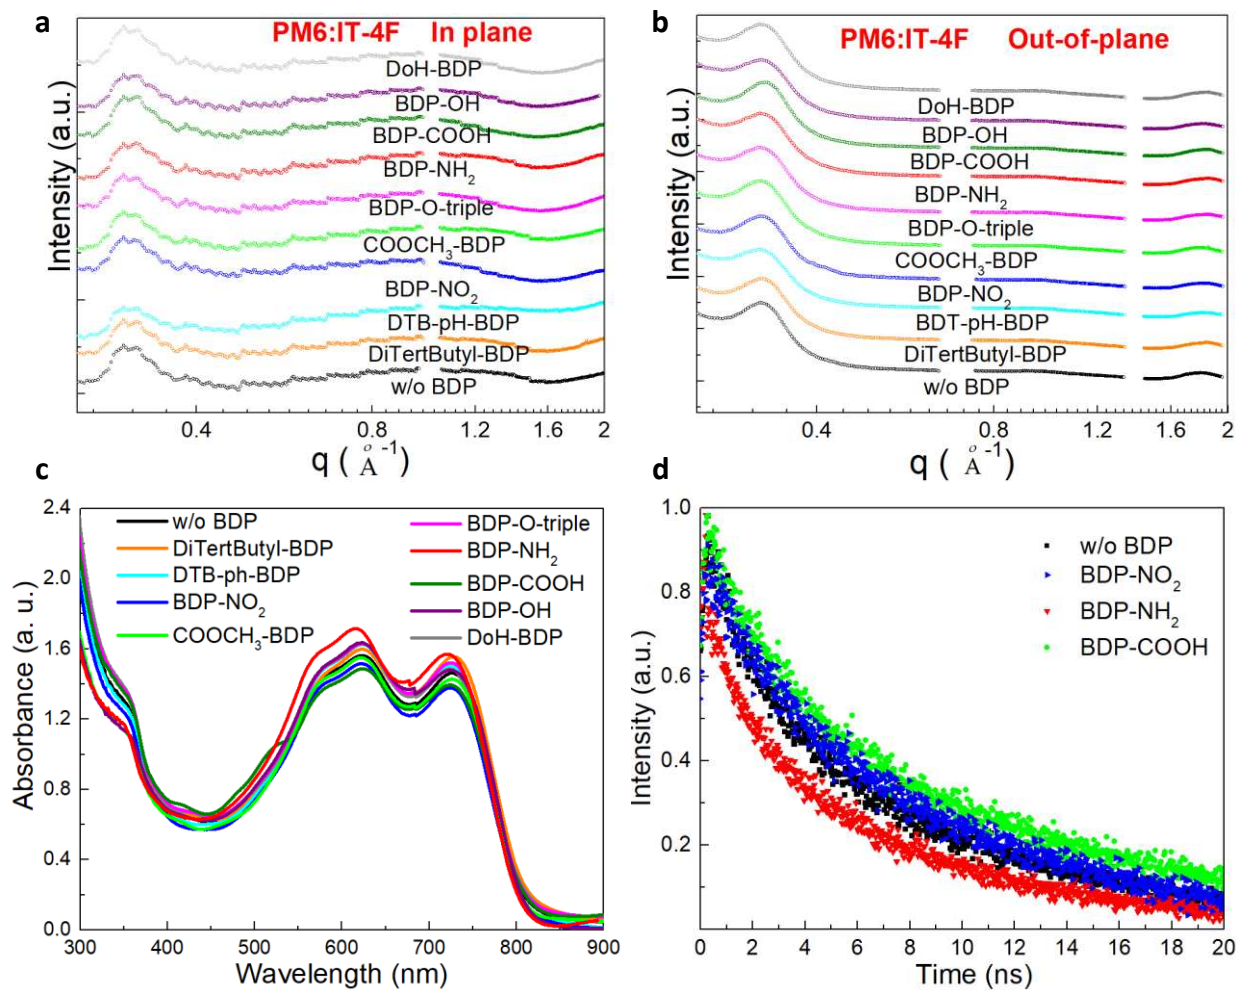 a
PM6:IT-4F In plane
Intensity (a.u.)
DoH-BDP
BDP-OH
BDP-COOH
BDP-NH₂
BDP-O-triple
COOCH₃-BDP
BDP-NO₂
DTB-pH-BDP
DiTertButyl-BDP
w/o BDP
0.4 0.8 1.2 1.6 2
q ( Å⁻¹)
b
PM6:IT-4F Out-of-plane
Intensity (a.u.)
DoH-BDP
BDP-OH
BDP-COOH
BDP-NH₂
BDP-O-triple
COOCH₃-BDP
BDP-NO₂
BDT-pH-BDP
DiTertButyl-BDP
w/o BDP
0.4 0.8 1.2 1.6 2
q ( Å⁻¹)
c
Absorbance (a. u.)
2.4
2.0
1.6
1.2
0.8
0.4
0.0
w/o BDP
DiTertButyl-BDP
DTB-ph-BDP
BDP-NO₂
COOCH₃-BDP
BDP-O-triple
BDP-NH₂
BDP-COOH
BDP-OH
DoH-BDP
300 400 500 600 700 800 900
Wavelength (nm)
d
Intensity (a.u.)
1.0
0.8
0.6
0.4
0.2
w/o BDP
BDP-NO₂
BDP-NH₂
BDP-COOH
0 2 4 6 8 10 12 14 16 18 20
Time (ns)